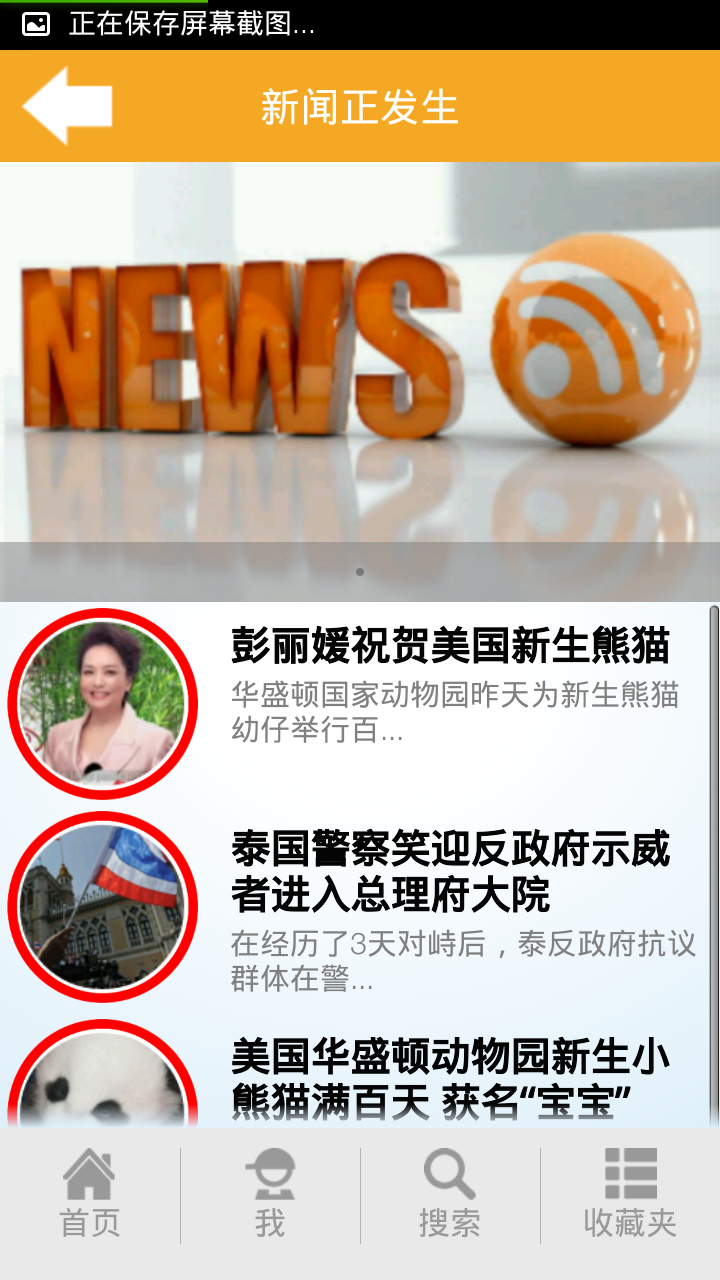 正在保存屏幕截图...
新闻正发生
NEWS
彭丽媛祝贺美国新生熊猫
华盛顿国家动物园昨天为新生熊猫
幼仔举行百...
泰国警察笑迎反政府示威
者进入总理府大院
在经历了3天对峙后，泰反政府抗议
群体在警...
美国华盛顿动物园新生小
熊猫满百天 获名“宝宝”
首页
我
搜索
收藏夹